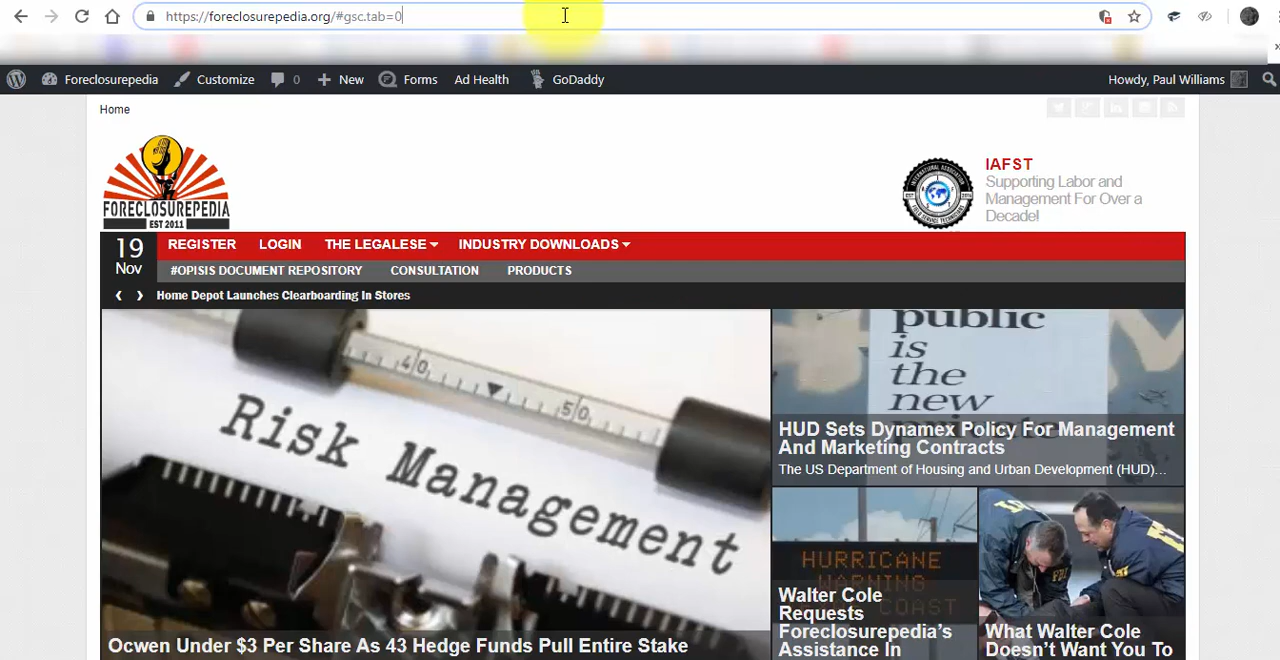 https://foreclosurepedia.org/#gsc.tab=0
Foreclosurepedia Customize 0 New Forms Ad Health GoDaddy Howdy, Paul Williams
Home
FORECLOSUREPEDIA
EST 2011
IAFST
Supporting Labor and
Management For Over a
Decade!
19
Nov
REGISTER LOGIN THE LEGALESE INDUSTRY DOWNLOADS
#OPISIS DOCUMENT REPOSITORY CONSULTATION PRODUCTS
Home Depot Launches Clearboarding In Stores
40
50
Risk Management
Ocwen Under $3 Per Share As 43 Hedge Funds Pull Entire Stake
public
is
the
new
HUD Sets Dynamex Policy For Management
And Marketing Contracts
The US Department of Housing and Urban Development (HUD)…
HURRICANE
WARNING
COAST
Walter Cole
Requests
Foreclosurepedia's
Assistance In
FBI
What Walter Cole
Doesn't Want You To